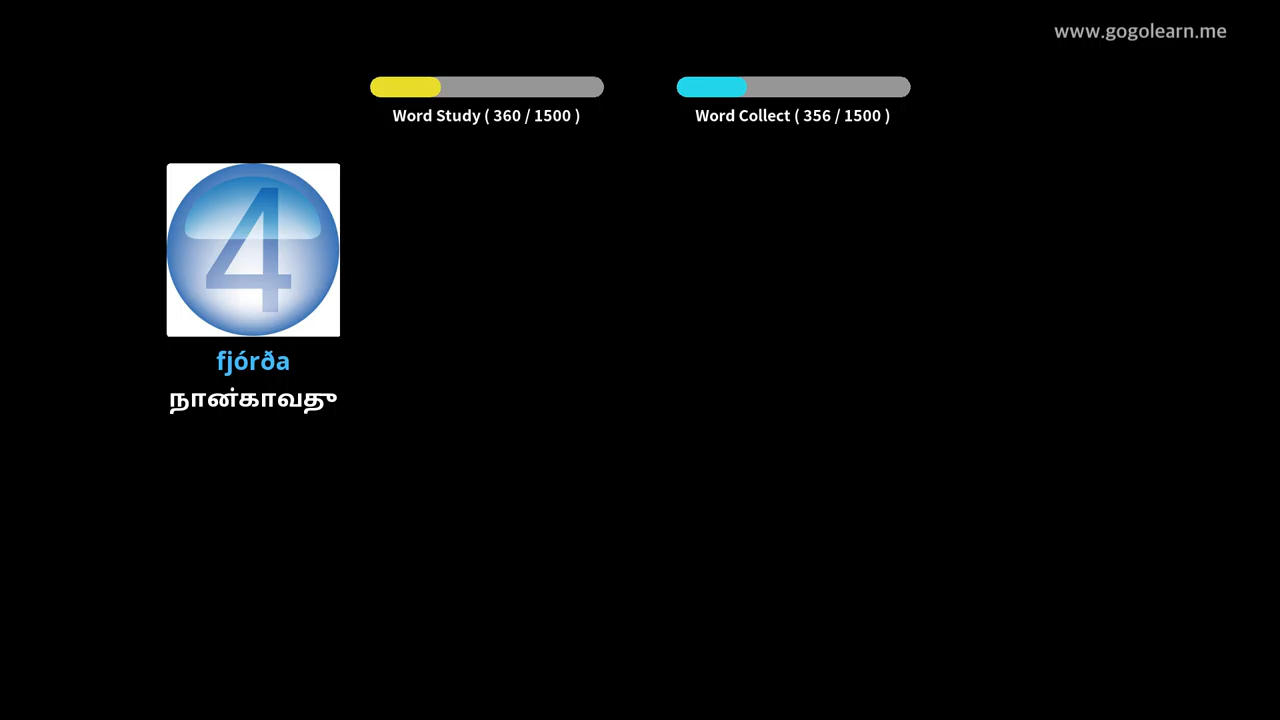 www.gogolearn.me
Word Study ( 360 / 1500 )
Word Collect ( 356 / 1500 )
4
fjórða
நான்காவது